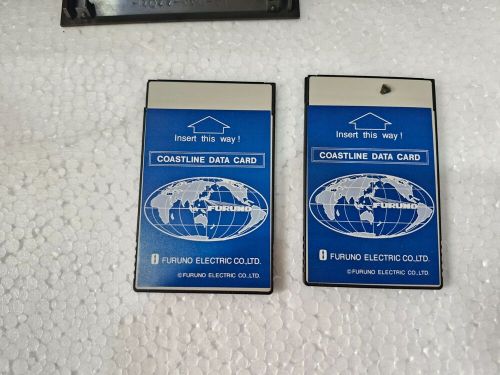 Insert this way !
COASTLINE DATA CARD
FURUNO
FURUNO ELECTRIC CO.,LTD.
©FURUNO ELECTRIC CO.,LTD.
Insert this way !
COASTLINE DATA CARD
FURUNO
FURUNO ELECTRIC CO.,LTD.
©FURUNO ELECTRIC CO.,LTD.